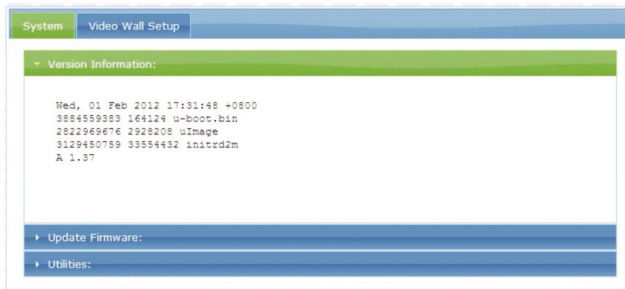 System Video Wall Setup
Version Information:
Wed, 01 Feb 2012 17:31:48 +0800
3884559383 164124 u-boot.bin
2822969676 2928208 uImage
3129450759 33554432 initrd2m
A 1.37
Update Firmware:
Utilities: